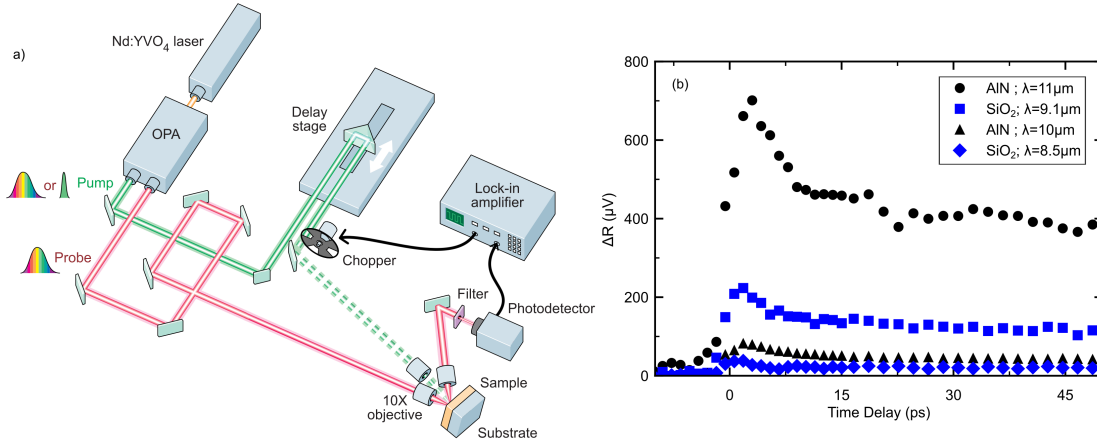 a)
Nd:YVO₄ laser
OPA
or
Pump
Probe
Delay
stage
Lock-in
amplifier
Chopper
Filter
Photodetector
10X
objective
Sample
Substrate
(b)
AlN ; λ=11μm
SiO₂; λ=9.1μm
AlN ; λ=10μm
SiO₂; λ=8.5μm
800
600
400
200
0
ΔR (μV)
0
15
30
45
Time Delay (ps)